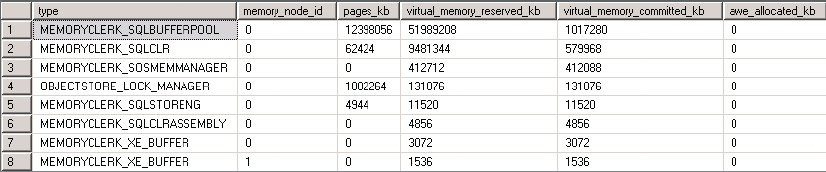 type memory_node_id pages_kb virtual_memory_reserved_kb virtual_memory_committed_kb awe_allocated_kb
1 MEMORYCLERK_SQLBUFFERPOOL 0 12398056 51989208 1017280 0
2 MEMORYCLERK_SQLCLR 0 62424 9481344 579968 0
3 MEMORYCLERK_SOSMEMMANAGER 0 0 412712 412088 0
4 OBJECTSTORE_LOCK_MANAGER 0 1002264 131076 131076 0
5 MEMORYCLERK_SQLSTORENG 0 4944 11520 11520 0
6 MEMORYCLERK_SQLCLRASSEMBLY 0 0 4856 4856 0
7 MEMORYCLERK_XE_BUFFER 0 0 3072 3072 0
8 MEMORYCLERK_XE_BUFFER 1 0 1536 1536 0